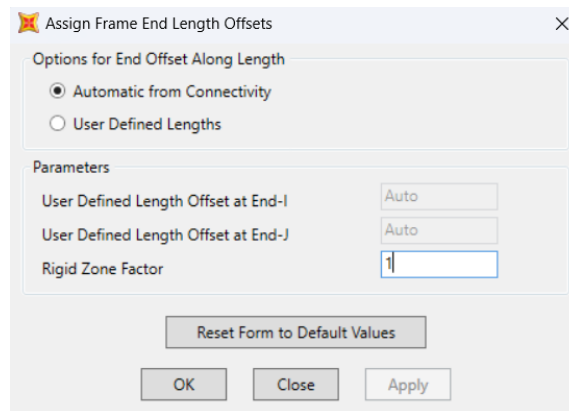 Assign Frame End Length Offsets
Options for End Offset Along Length
Automatic from Connectivity
User Defined Lengths
Parameters
User Defined Length Offset at End-I Auto
User Defined Length Offset at End-J Auto
Rigid Zone Factor 1
Reset Form to Default Values
OK Close Apply